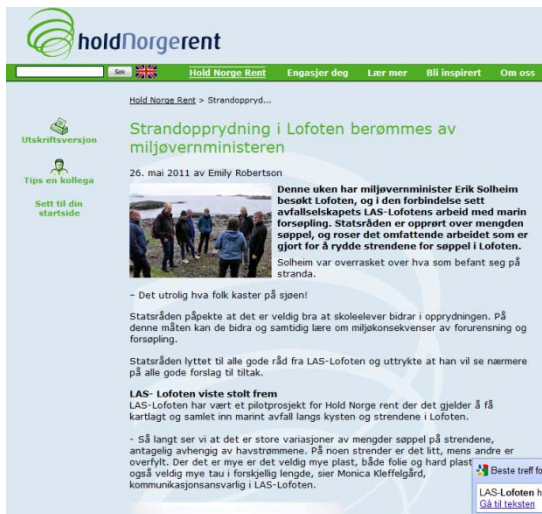 holdNorgerent
Søk
Hold Norge Rent Engasjer deg Lær mer Bli inspirert Om oss
Hold Norge Rent > Strandoppryd...
Utskriftsversjon
Tips en kollega
Sett til din
startside
Strandopprydning i Lofoten berømmes av
miljøvernministeren
26. mai 2011 av Emily Robertson
Denne uken har miljøvernminister Erik Solheim
besøkt Lofoten, og i den forbindelse sett
avfallselskapets LAS-Lofotens arbeid med marin
forsøpling. Statsråden er opprørt over mengden
søppel, og roser det omfattende arbeidet som er
gjort for å rydde strendene for søppel i Lofoten.
Solheim var overrasket over hva som befant seg på
stranda.
– Det utrolig hva folk kaster på sjøen!
Statsråden påpekte at det er veldig bra at skoleelever bidrar i opprydningen. På
denne måten kan de bidra og samtidig lære om miljøkonsekvenser av forurensning og
forsøpling.
Statsråden lyttet til alle gode råd fra LAS-Lofoten og uttrykte at han vil se nærmere
på alle gode forslag til tiltak.
LAS- Lofoten viste stolt frem
LAS-Lofoten har vært et pilotprosjekt for Hold Norge rent der det gjelder å få
kartlagt og samlet inn marint avfall langs kysten og strendene i Lofoten.
- Så langt ser vi at det er store variasjoner av mengder søppel på strendene,
antagelig avhengig av havstrømmene. På noen strender er det litt, mens andre er
overfylt. Der det er mye er det veldig mye plast, både folie og hard plast
også veldig mye tau i forskjellig lengde, sier Monica Kleffelgård,
kommunikasjonsansvarlig i LAS-Lofoten.
Beste treff fo
LAS-Lofoten h
Gå til teksten